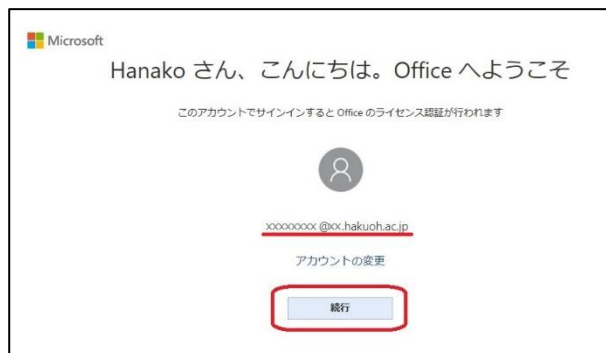 Microsoft
Hanako さん、こんにちは。Office へようこそ
このアカウントでサインインすると Office のライセンス認証が行われます
xxxxxxxx @xx.hakuoh.ac.jp
アカウントの変更
続行